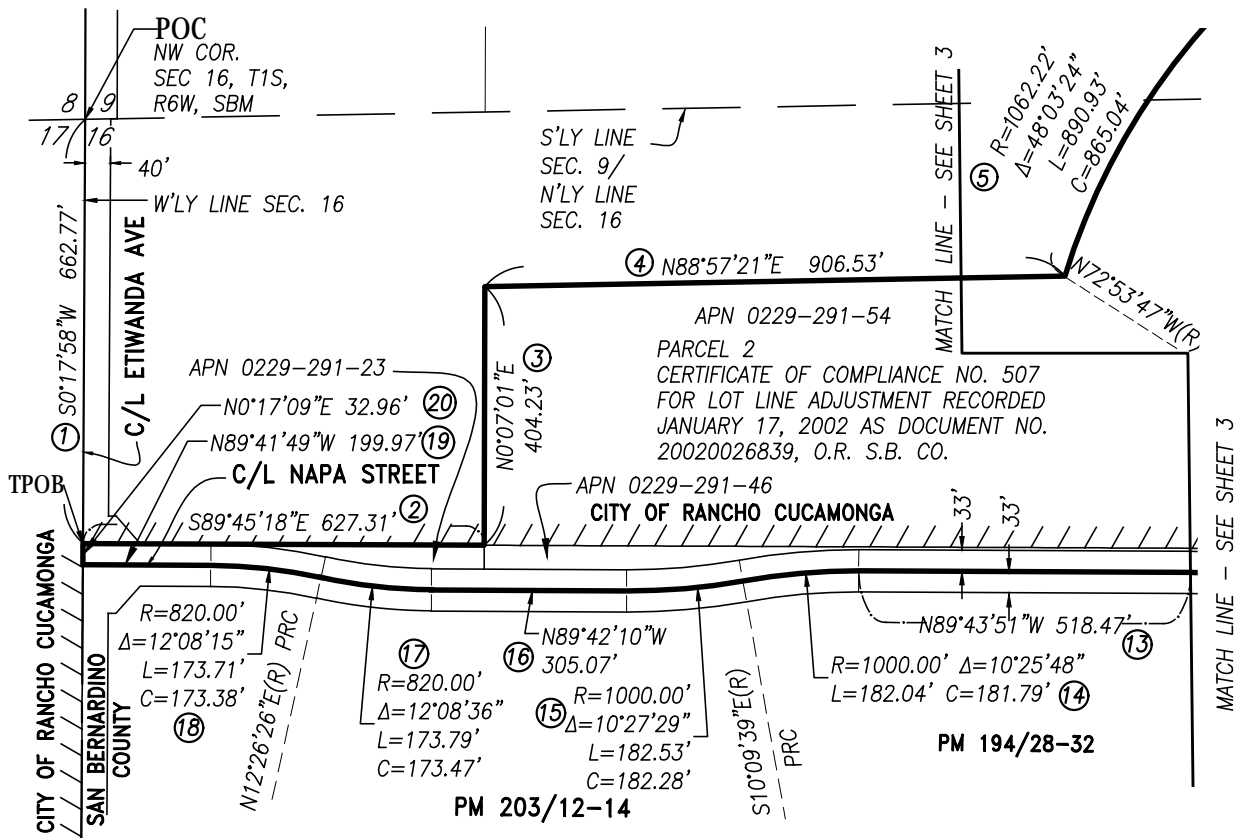 POC
NW COR.
SEC 16, T1S,
R6W, SBM
8 9
17 16
40'
W'LY LINE SEC. 16
S'LY LINE
SEC. 9/
N'LY LINE
SEC. 16
MATCH LINE - SEE SHEET 3
⑤ R=1062.22'
Δ=48°03'24"
L=890.93'
C=865.04'
① S0°17'58"W 662.77'
C/L ETIWANDA AVE
④ N88°57'21"E 906.53'
N72°53'47"W(R
APN 0229-291-54
PARCEL 2
CERTIFICATE OF COMPLIANCE NO. 507
FOR LOT LINE ADJUSTMENT RECORDED
JANUARY 17, 2002 AS DOCUMENT NO.
20020026839, O.R. S.B. CO.
N0°07'01"E ③
404.23'
APN 0229-291-23
N0°17'09"E 32.96' ⑳
N89°41'49"W 199.97' ⑲
C/L NAPA STREET
TPOB
S89°45'18"E 627.31' ②
APN 0229-291-46
CITY OF RANCHO CUCAMONGA
33'
33'
MATCH LINE - SEE SHEET 3
CITY OF RANCHO CUCAMONGA
SAN BERNARDINO
COUNTY
R=820.00'
Δ=12°08'15"
L=173.71'
C=173.38'
⑱
N12°26'26"E(R) PRC
⑰
R=820.00'
Δ=12°08'36"
L=173.79'
C=173.47'
N89°42'10"W
⑯ 305.07'
R=1000.00'
⑮ Δ=10°27'29"
L=182.53'
C=182.28'
S10°09'39"E(R)
PRC
N89°43'51"W 518.47' ⑬
R=1000.00' Δ=10°25'48"
L=182.04' C=181.79' ⑭
PM 194/28-32
PM 203/12-14